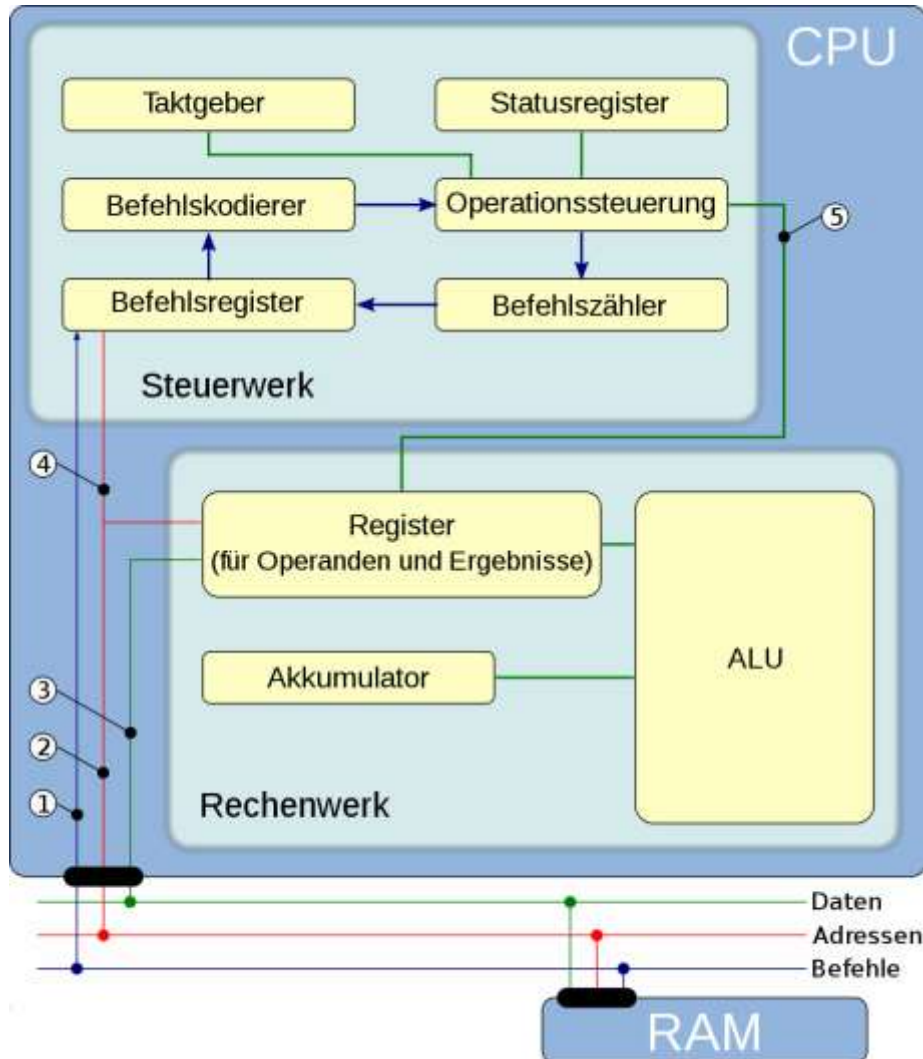 CPU
Taktgeber
Statusregister
Befehlskodierer
Operationssteuerung
⑤
Befehlsregister
Befehlszähler
Steuerwerk
④
Register
(für Operanden und Ergebnisse)
ALU
Akkumulator
③
②
①
Rechenwerk
Daten
Adressen
Befehle
RAM